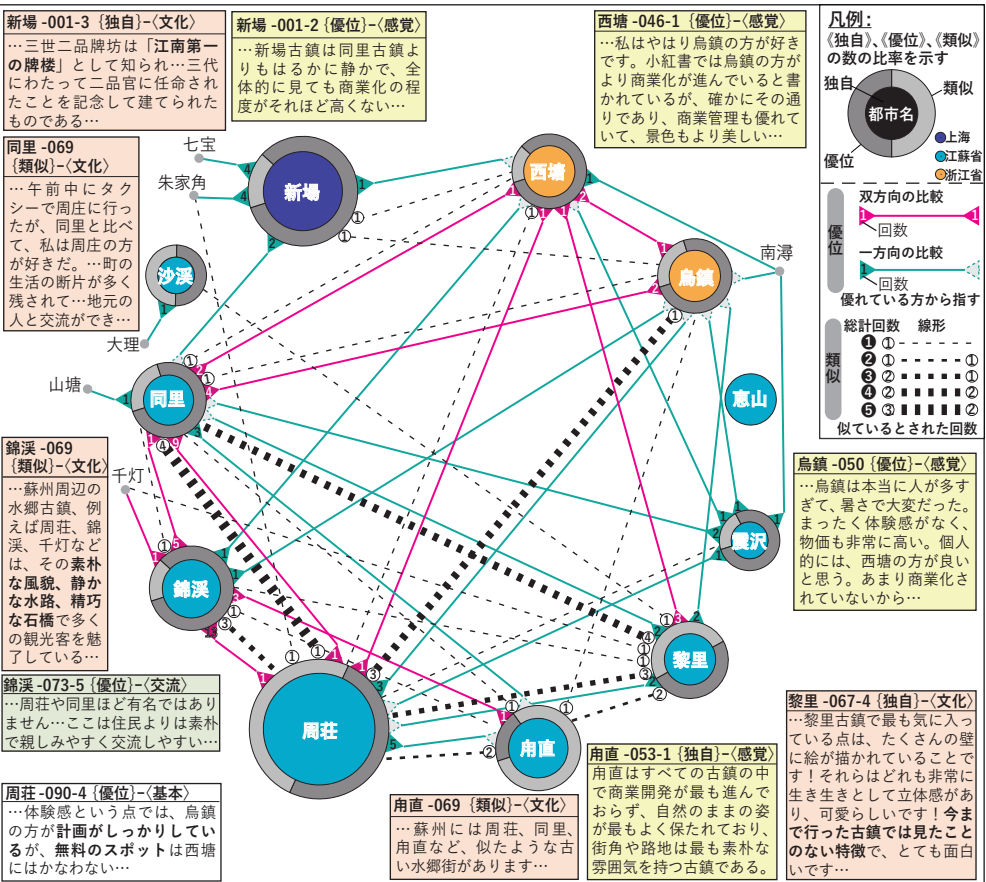 新場 -001-3 {独自}-〈文化〉
…三世二品牌坊は「江南第一
の牌楼」として知られ…三代
にわたって二品官に任命され
たことを記念して建てられた
ものである…
新場 -001-2 {優位}-〈感覚〉
…新場古鎮は同里古鎮よ
りもはるかに静かで、全
体的に見ても商業化の程
度がそれほど高くない…
西塘 -046-1 {優位}-〈感覚〉
…私はやはり烏鎮の方が好き
です。小紅書では烏鎮の方が
より商業化が進んでいると書
かれているが、確かにその通
りであり、商業管理も優れて
いて、景色もより美しい…
凡例:
《独自》、《優位》、《類似》
の数の比率を示す
独自
類似
都市名
優位
上海
江蘇省
浙江省
優位
双方向の比較
1 1
回数
一方向の比較
1
回数
優れている方から指す
類似
総計回数 線形
❶ ①
❷ ① ①
❸ ② ①
❹ ② ②
❺ ③ ②
似ているとされた回数
同里 -069
{類似}-〈文化〉
…午前中にタク
シーで周庄に行っ
たが、同里と比べ
て、私は周庄の方
が好きだ。…町の
生活の断片が多く
残されて…地元の
人と交流ができ…
七宝
朱家角
新場
西塘
沙溪
烏鎮
南潯
大理
山塘
同里
恵山
千灯
錦溪
震沢
黎里
周荘
甪直
錦溪 -069
{類似}-〈文化〉
…蘇州周辺の
水郷古鎮、例
えば周荘、錦
溪、千灯など
は、その素朴
な風貌、静か
な水路、精巧
な石橋で多く
の観光客を魅
了している…
烏鎮 -050 {優位}-〈感覚〉
…烏鎮は本当に人が多す
ぎて、暑さで大変だった。
まったく体験感がなく、
物価も非常に高い。個人
的には、西塘の方が良い
と思う。あまり商業化さ
れていないから…
錦溪 -073-5 {優位}-〈交流〉
…周荘や同里ほど有名ではあり
ません…ここは住民よりは素朴
で親しみやすく交流しやすい…
周荘 -090-4 {優位}-〈基本〉
…体験感という点では、烏鎮
の方が計画がしっかりしてい
るが、無料のスポットは西塘
にはかなわない…
甪直 -069 {類似}-〈文化〉
…蘇州には周荘、同里、
甪直など、似たような古
い水郷街があります…
甪直 -053-1 {独自}-〈感覚〉
甪直はすべての古鎮の中
で商業開発が最も進んで
おらず、自然のままの姿
が最もよく保たれており、
街角や路地は最も素朴な
雰囲気を持つ古鎮である。
黎里 -067-4 {独自}-〈文化〉
…黎里古鎮で最も気に入っ
ている点は、たくさんの壁
に絵が描かれていることで
す！それらはどれも非常に
生き生きとして立体感があ
り、可愛らしいです！今ま
で行った古鎮では見たこと
のない特徴で、とても面白
いです…